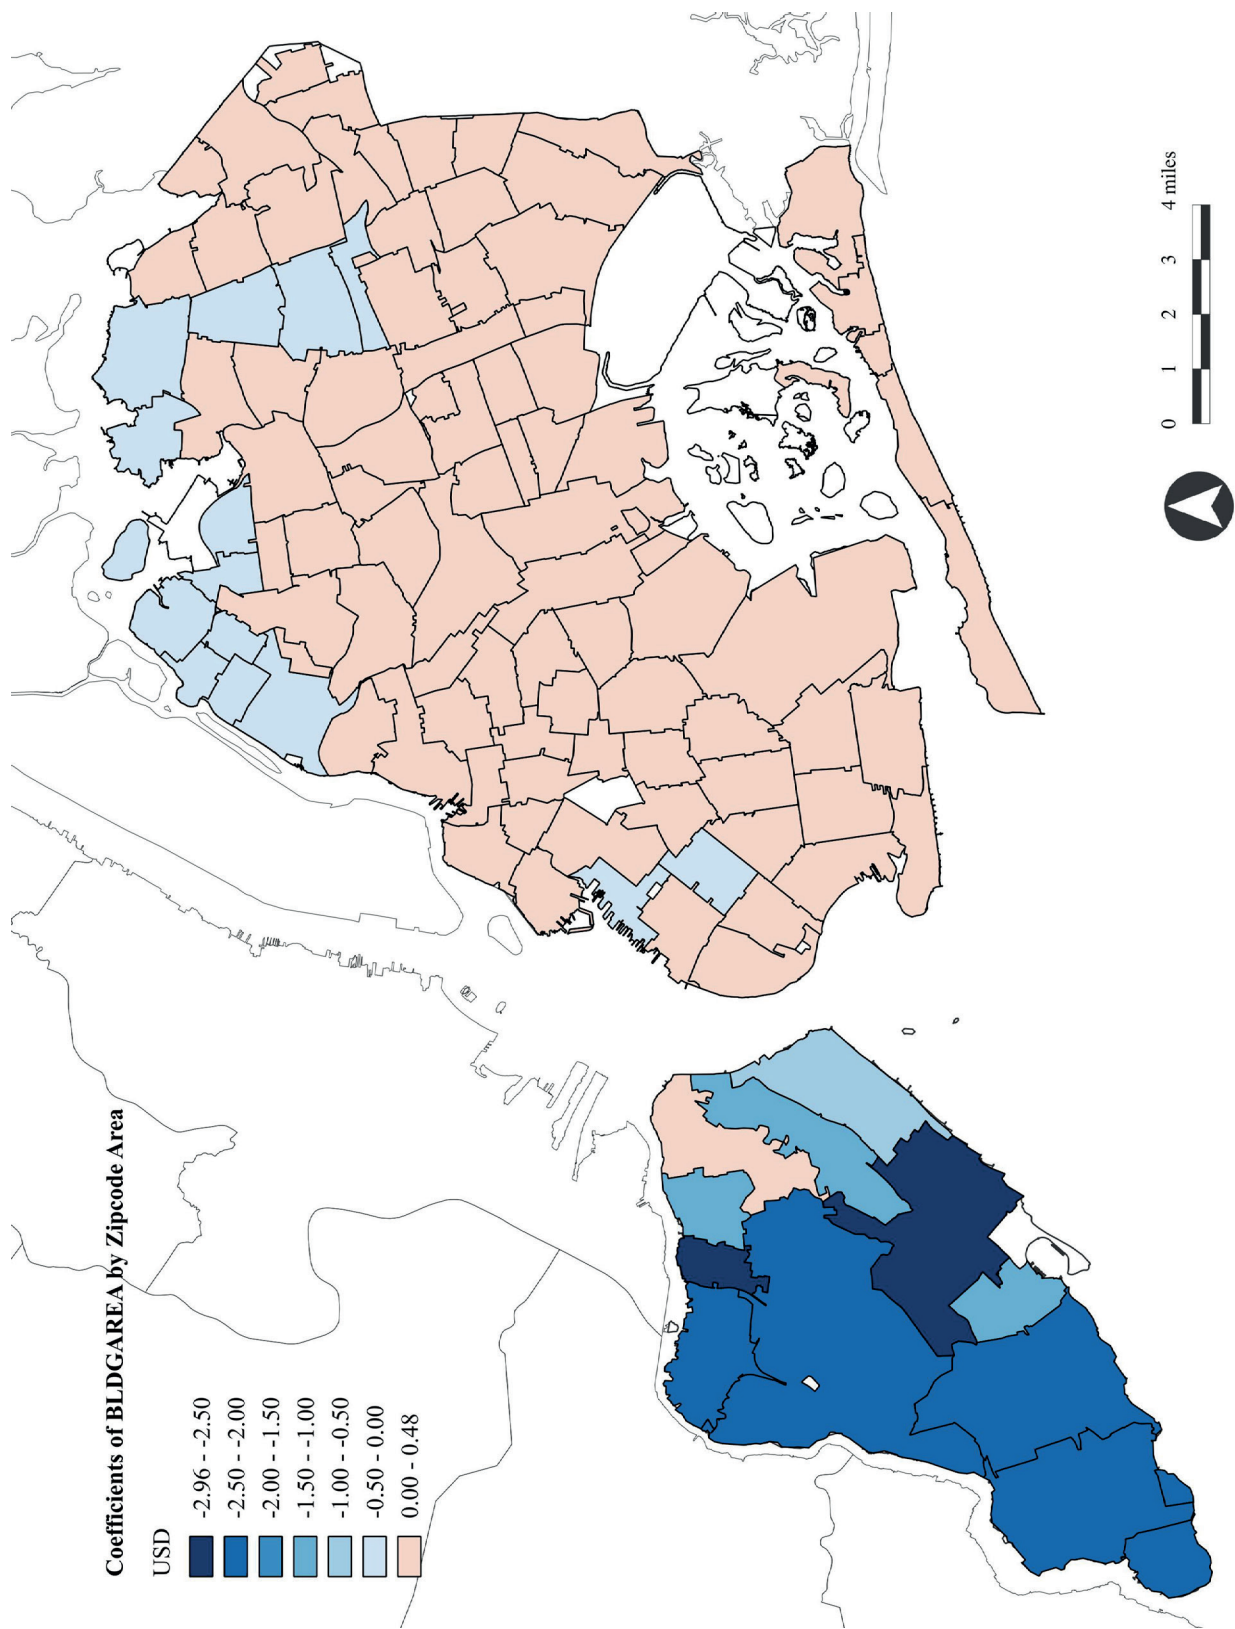 Coefficients of BLDGAREA by Zipcode Area
USD
-2.96 - -2.50
-2.50 - -2.00
-2.00 - -1.50
-1.50 - -1.00
-1.00 - -0.50
-0.50 - 0.00
0.00 - 0.48
0 1 2 3 4 miles